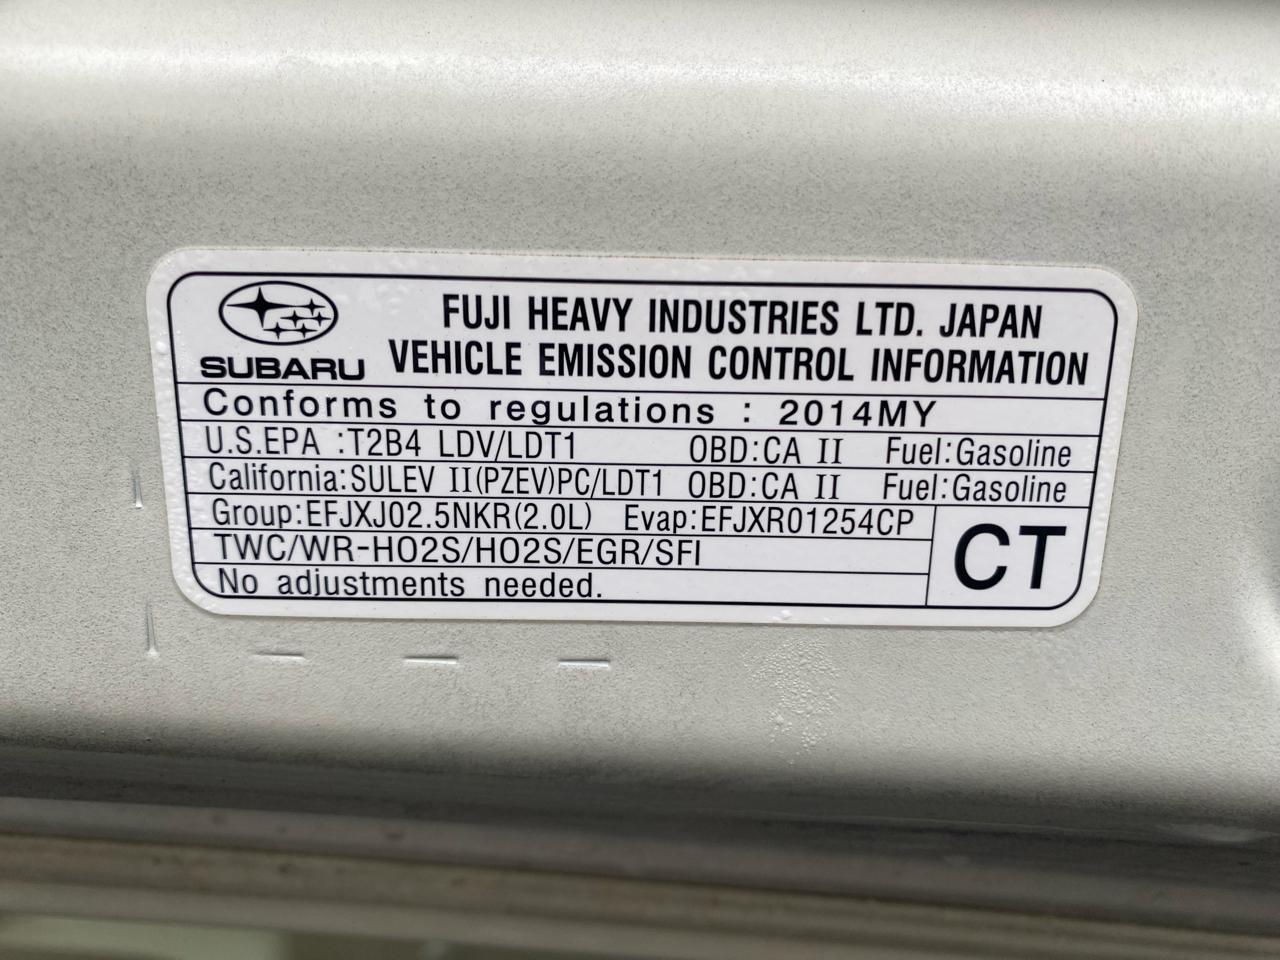 SUBARU
FUJI HEAVY INDUSTRIES LTD. JAPAN
VEHICLE EMISSION CONTROL INFORMATION
Conforms to regulations : 2014MY
U.S.EPA :T2B4 LDV/LDT1 OBD:CA II Fuel:Gasoline
California:SULEV II(PZEV)PC/LDT1 OBD:CA II Fuel:Gasoline
Group:EFJXJ02.5NKR(2.0L) Evap:EFJXR01254CP
TWC/WR-HO2S/HO2S/EGR/SFI
No adjustments needed.
CT